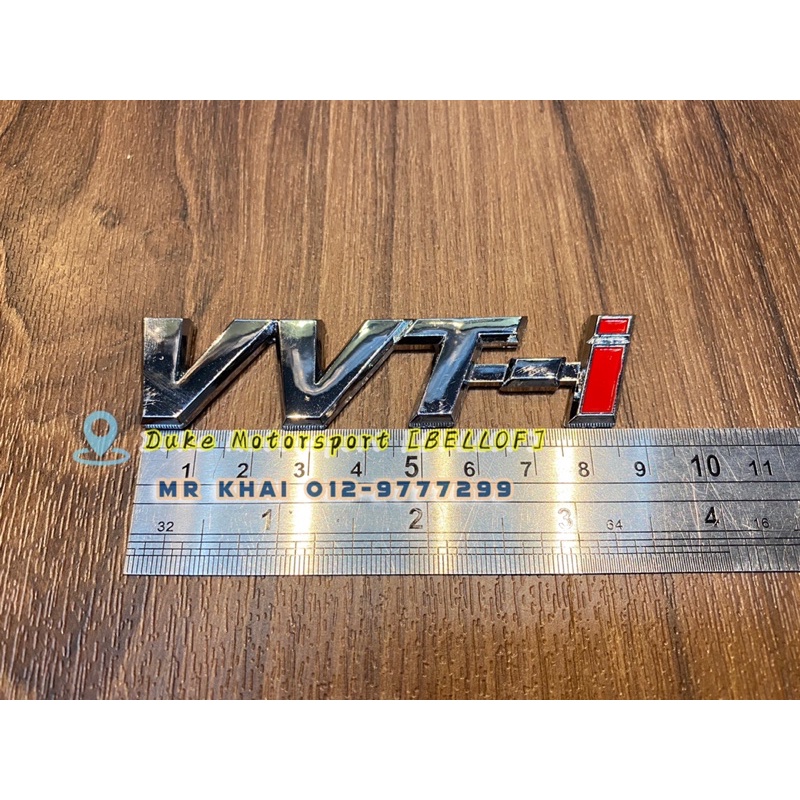 VVT-i
Duke Motorsport [BELLOF]
1 2 3 4 5 6 7 8 9 10 11
MR KHAI 012-9777299
32 1 2 3 64 4 16